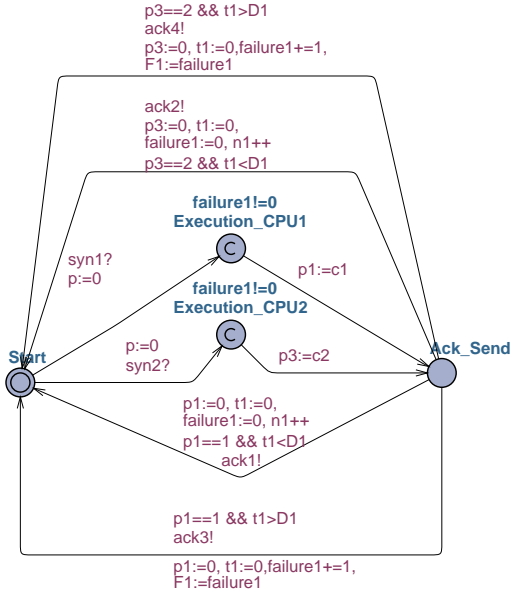 p3==2 && t1>D1
ack4!
p3:=0, t1:=0,failure1+=1,
F1:=failure1
ack2!
p3:=0, t1:=0,
failure1:=0, n1++
p3==2 && t1<D1
failure1!=0
Execution_CPU1
syn1?
p:=0
p1:=c1
failure1!=0
Execution_CPU2
C
C
Start
p:=0
syn2?
p3:=c2
Ack_Send
p1:=0, t1:=0,
failure1:=0, n1++
p1==1 && t1<D1
ack1!
p1==1 && t1>D1
ack3!
p1:=0, t1:=0,failure1+=1,
F1:=failure1